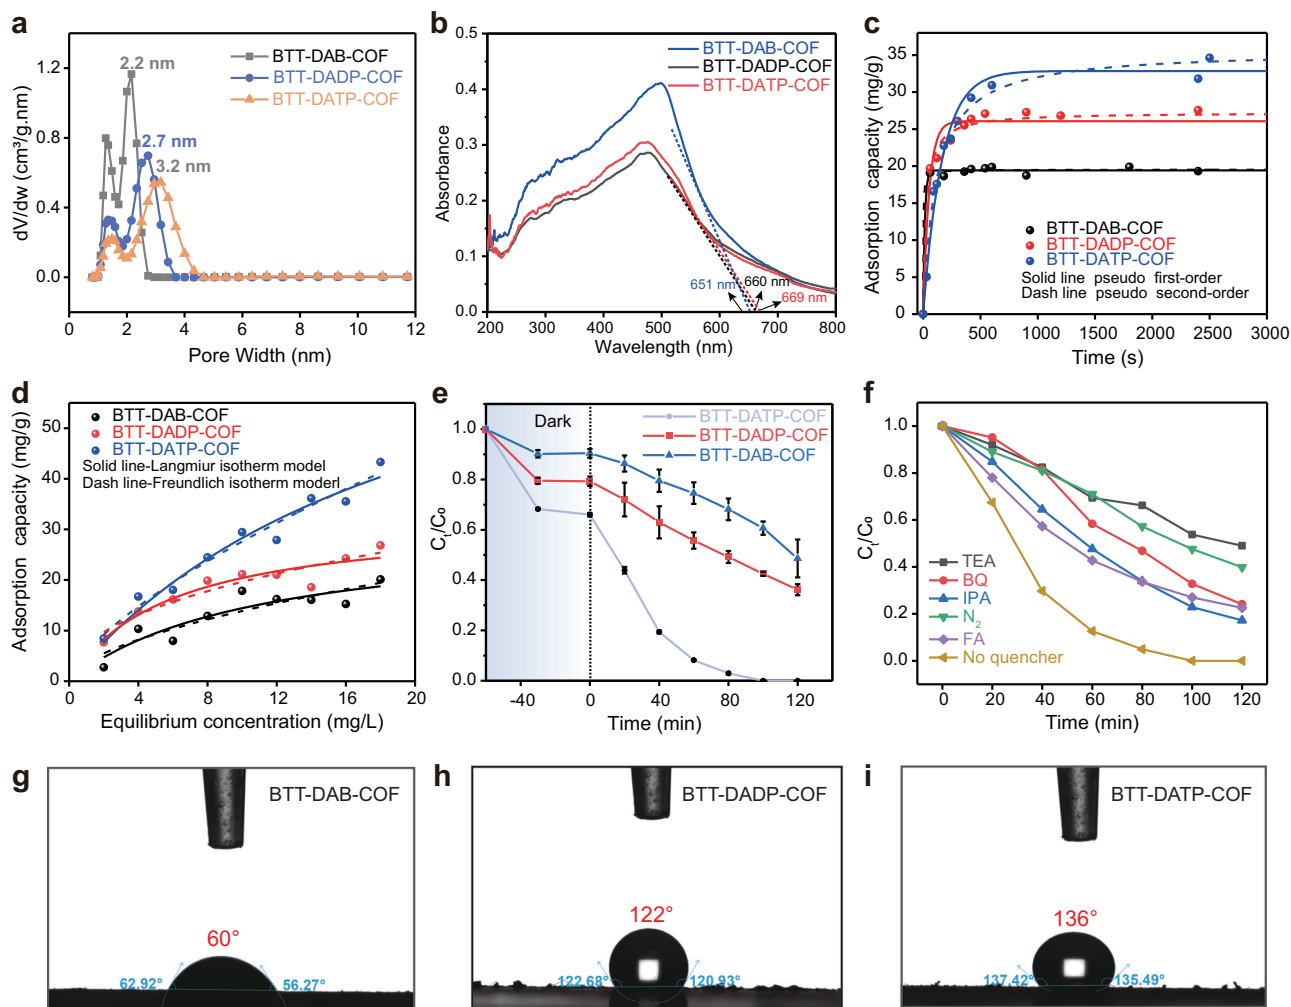 a
dV/dw (cm³/g.nm)
1.2
0.8
0.4
0.0
0
2
4
6
8
10
12
Pore Width (nm)
2.2 nm
2.7 nm
3.2 nm
BTT-DAB-COF
BTT-DADP-COF
BTT-DATP-COF
b
Absorbance
0.5
0.4
0.3
0.2
0.1
0.0
200
300
400
500
600
700
800
Wavelength (nm)
BTT-DAB-COF
BTT-DADP-COF
BTT-DATP-COF
651 nm
660 nm
669 nm
c
Adsorption capacity (mg/g)
35
30
25
20
15
10
5
0
0
500
1000
1500
2000
2500
3000
Time (s)
BTT-DAB-COF
BTT-DADP-COF
BTT-DATP-COF
Solid line pseudo first-order
Dash line pseudo second-order
d
Adsorption capacity (mg/g)
50
40
30
20
10
0
0
4
8
12
16
20
Equilibrium concentration (mg/L)
BTT-DAB-COF
BTT-DADP-COF
BTT-DATP-COF
Solid line-Langmiur isotherm model
Dash line-Freundlich isotherm moderl
e
Cₜ/C₀
1.0
0.8
0.6
0.4
0.2
0.0
-40
0
40
80
120
Time (min)
Dark
BTT-DATP-COF
BTT-DADP-COF
BTT-DAB-COF
f
Cₜ/C₀
1.0
0.8
0.6
0.4
0.2
0.0
0
20
40
60
80
100
120
Time (min)
TEA
BQ
IPA
N₂
FA
No quencher
g
BTT-DAB-COF
60°
62.92°
56.27°
h
BTT-DADP-COF
122°
122.68°
120.93°
i
BTT-DATP-COF
136°
137.42°
135.49°